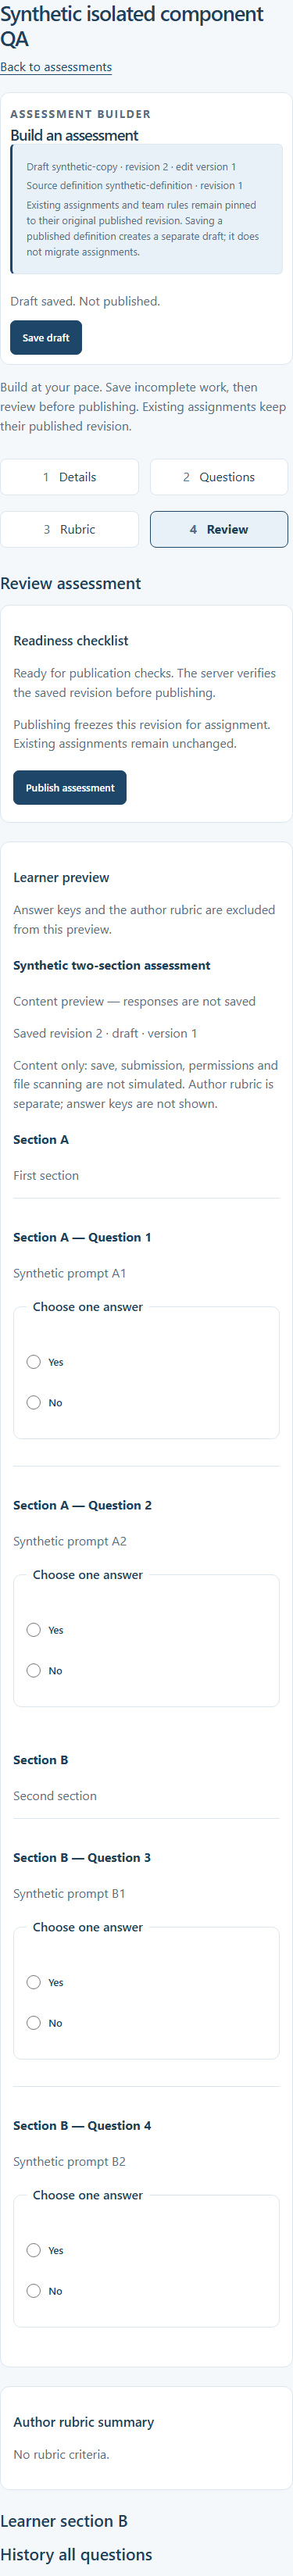 Synthetic isolated component
QA
Back to assessments
ASSESSMENT BUILDER
Build an assessment
Draft synthetic-copy · revision 2 · edit version 1
Source definition synthetic-definition · revision 1
Existing assignments and team rules remain pinned
to their original published revision. Saving a
published definition creates a separate draft; it does
not migrate assignments.
Draft saved. Not published.
Save draft
Build at your pace. Save incomplete work, then
review before publishing. Existing assignments keep
their published revision.
1 Details
2 Questions
3 Rubric
4 Review
Review assessment
Readiness checklist
Ready for publication checks. The server verifies
the saved revision before publishing.
Publishing freezes this revision for assignment.
Existing assignments remain unchanged.
Publish assessment
Learner preview
Answer keys and the author rubric are excluded
from this preview.
Synthetic two-section assessment
Content preview — responses are not saved
Saved revision 2 · draft · version 1
Content only: save, submission, permissions and
file scanning are not simulated. Author rubric is
separate; answer keys are not shown.
Section A
First section
Section A — Question 1
Synthetic prompt A1
Choose one answer
Yes
No
Section A — Question 2
Synthetic prompt A2
Choose one answer
Yes
No
Section B
Second section
Section B — Question 3
Synthetic prompt B1
Choose one answer
Yes
No
Section B — Question 4
Synthetic prompt B2
Choose one answer
Yes
No
Author rubric summary
No rubric criteria.
Learner section B
History all questions